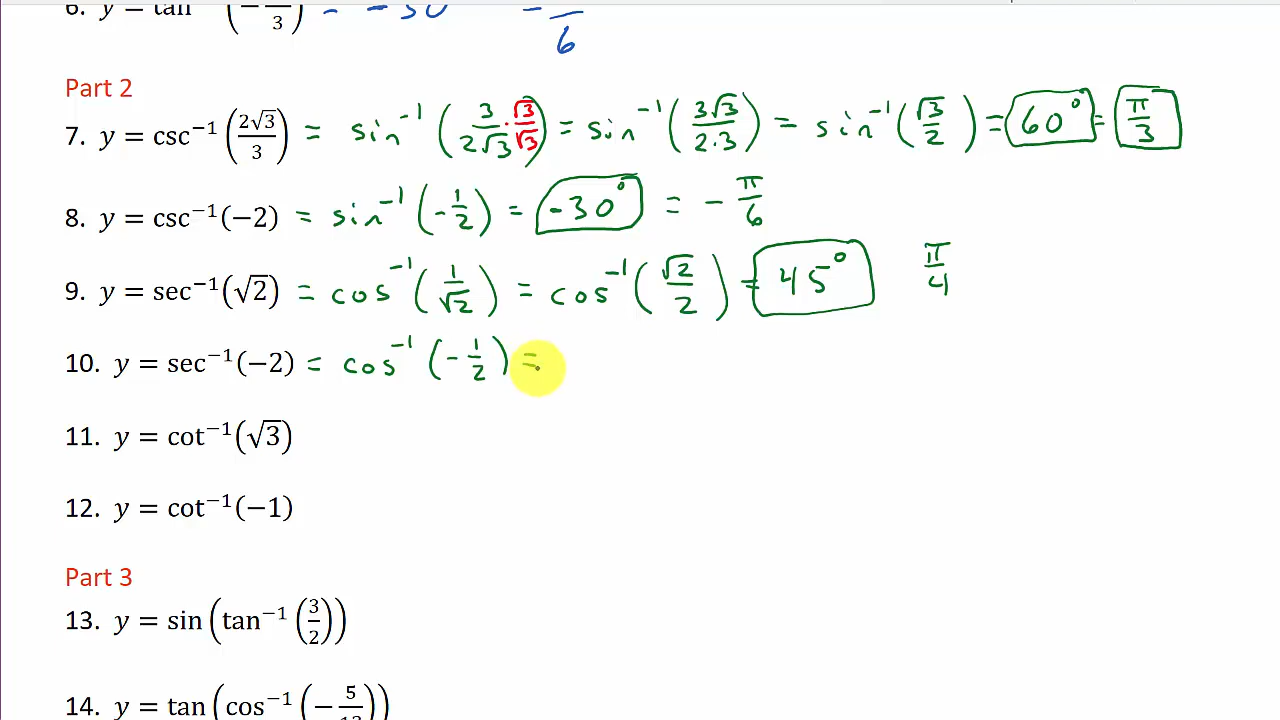 6. y = tan (− /3) = −30 − /6
Part 2
7. y = csc⁻¹(2√3/3) = sin⁻¹(3/2√3 · √3/√3) = sin⁻¹(3√3/2·3) = sin⁻¹(√3/2) = 60° = π/3
8. y = csc⁻¹(−2) = sin⁻¹(−1/2) = -30° = −π/6
9. y = sec⁻¹(√2) = cos⁻¹(1/√2) = cos⁻¹(√2/2) = 45° π/4
10. y = sec⁻¹(−2) = cos⁻¹(−1/2) =
11. y = cot⁻¹(√3)
12. y = cot⁻¹(−1)
Part 3
13. y = sin(tan⁻¹(3/2))
14. y = tan(cos⁻¹(−5/13))